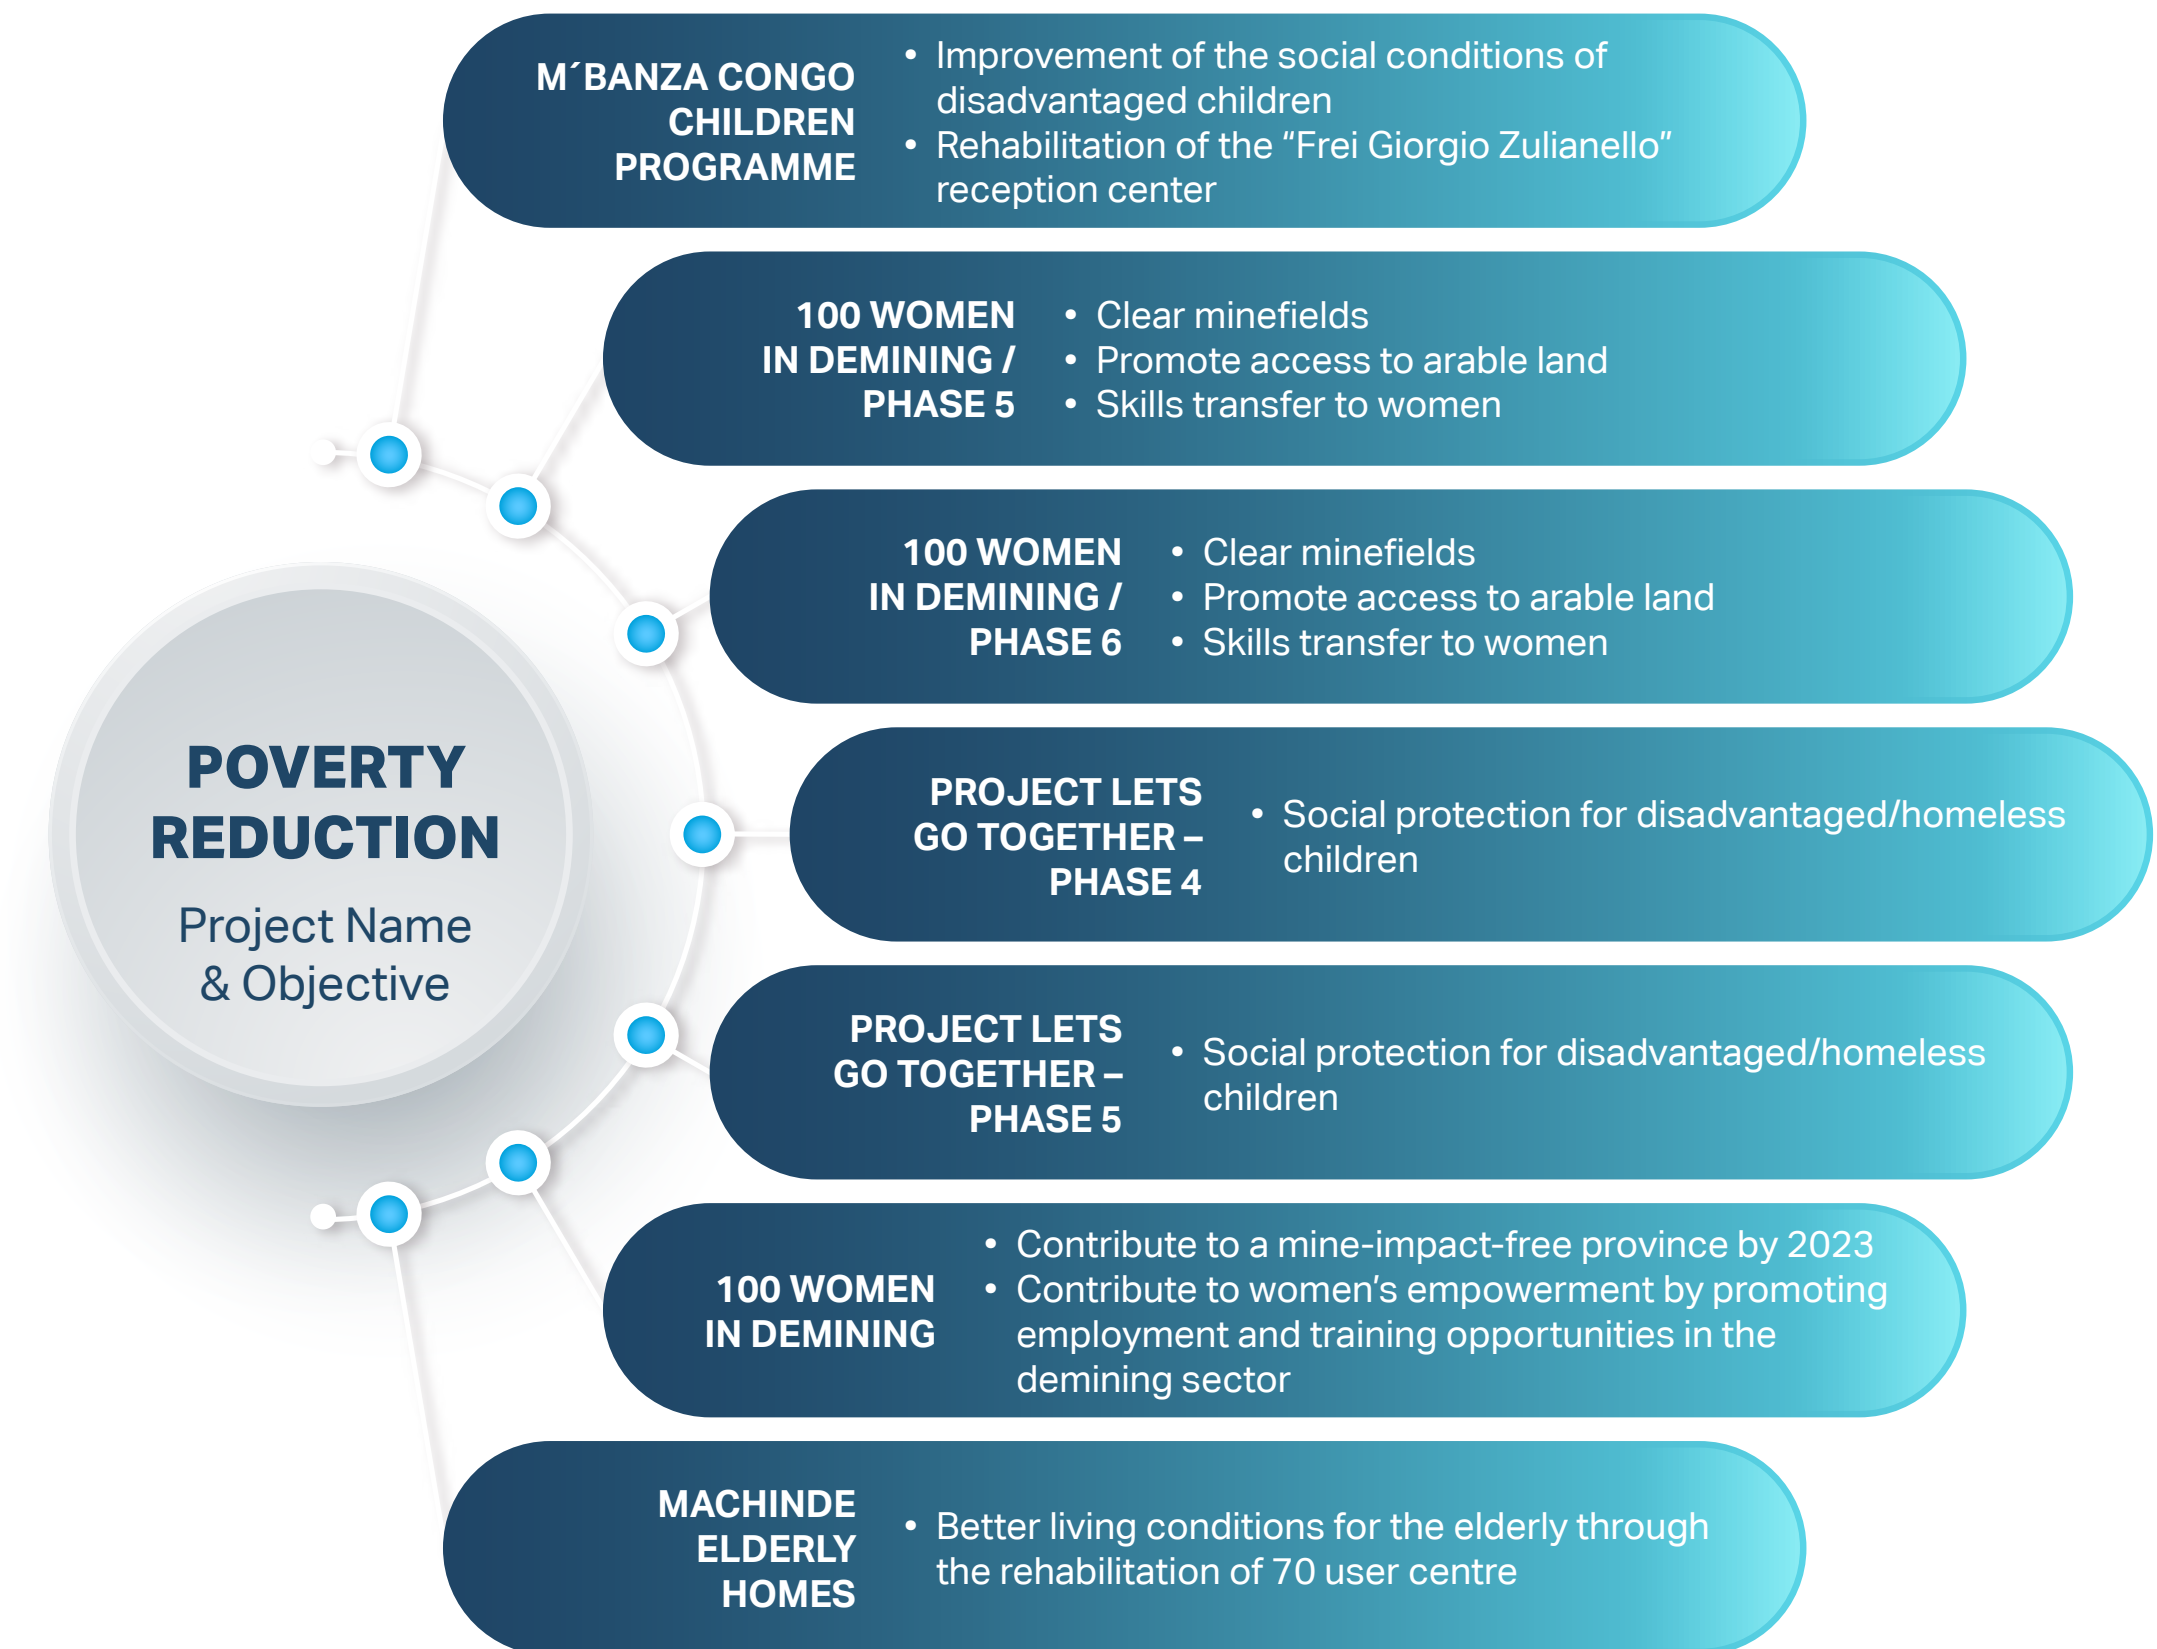 M´BANZA CONGO
CHILDREN
PROGRAMME
• Improvement of the social conditions of
disadvantaged children
• Rehabilitation of the “Frei Giorgio Zulianello”
reception center
100 WOMEN
IN DEMINING /
PHASE 5
• Clear minefields
• Promote access to arable land
• Skills transfer to women
100 WOMEN
IN DEMINING /
PHASE 6
• Clear minefields
• Promote access to arable land
• Skills transfer to women
POVERTY
REDUCTION
Project Name
& Objective
PROJECT LETS
GO TOGETHER –
PHASE 4
• Social protection for disadvantaged/homeless
children
PROJECT LETS
GO TOGETHER –
PHASE 5
• Social protection for disadvantaged/homeless
children
100 WOMEN
IN DEMINING
• Contribute to a mine-impact-free province by 2023
• Contribute to women’s empowerment by promoting
employment and training opportunities in the
demining sector
MACHINDE
ELDERLY
HOMES
• Better living conditions for the elderly through
the rehabilitation of 70 user centre